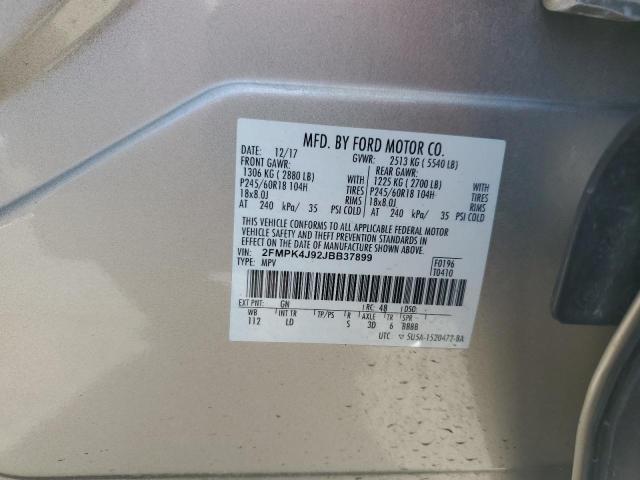 MFD. BY FORD MOTOR CO.
DATE: 12/17 GVWR: 2513 KG ( 5540 LB)
FRONT GAWR: REAR GAWR:
1306 KG ( 2880 LB) 1225 KG ( 2700 LB)
P245/60R18 104H TIRES P245/60R18 104H TIRES
18x8.0J RIMS 18x8.0J RIMS
AT 240 kPa/ 35 PSI COLD AT 240 kPa/ 35 PSI COLD
THIS VEHICLE CONFORMS TO ALL APPLICABLE FEDERAL MOTOR
VEHICLE SAFETY AND THEFT PREVENTION STANDARDS IN
EFFECT ON THE DATE OF MANUFACTURE SHOWN ABOVE.
VIN: 2FMPK4J92JBB37899
TYPE: MPV
F0196
T0410
EXT PNT: GN RC: 48 DSO:
WB INT TR TP/PS R AXLE TR SPR
112 LD S 3D 6 BBBB
UTC 5U5A-1520472-BA